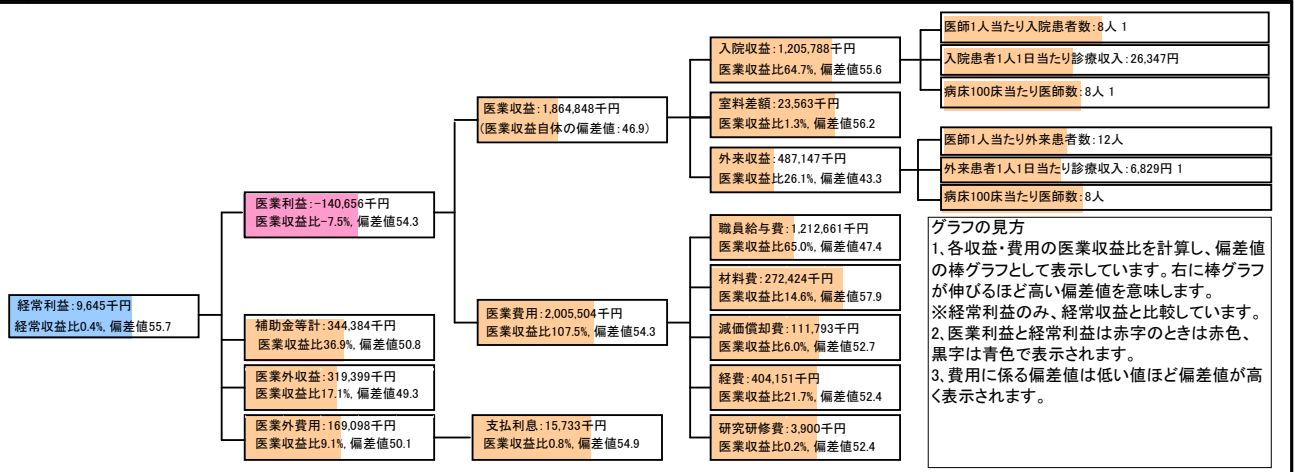 経常利益:9,645千円
経常収益比0.4%, 偏差値55.7
医業利益:-140,656千円
医業収益比-7.5%, 偏差値54.3
補助金等計:344,384千円
医業収益比36.9%, 偏差値50.8
医業外収益:319,399千円
医業収益比17.1%, 偏差値49.3
医業外費用:169,098千円
医業収益比9.1%, 偏差値50.1
医業収益:1,864,848千円
(医業収益自体の偏差値:46.9)
医業費用:2,005,504千円
医業収益比107.5%, 偏差値54.3
支払利息:15,733千円
医業収益比0.8%, 偏差値54.9
入院収益:1,205,788千円
医業収益比64.7%, 偏差値55.6
室料差額:23,563千円
医業収益比1.3%, 偏差値56.2
外来収益:487,147千円
医業収益比26.1%, 偏差値43.3
職員給与費:1,212,661千円
医業収益比65.0%, 偏差値47.4
材料費:272,424千円
医業収益比14.6%, 偏差値57.9
減価償却費:111,793千円
医業収益比6.0%, 偏差値52.7
経費:404,151千円
医業収益比21.7%, 偏差値52.4
研究研修費:3,900千円
医業収益比0.2%, 偏差値52.4
医師1人当たり入院患者数:8人 1
入院患者1人1日当たり診療収入:26,347円
病床100床当たり医師数:8人 1
医師1人当たり外来患者数:12人
外来患者1人1日当たり診療収入:6,829円 1
病床100床当たり医師数:8人
グラフの見方
1、各収益・費用の医業収益比を計算し、偏差値
の棒グラフとして表示しています。右に棒グラフ
が伸びるほど高い偏差値を意味します。
※経常利益のみ、経常収益と比較しています。
2、医業利益と経常利益は赤字のときは赤色、
黒字は青色で表示されます。
3、費用に係る偏差値は低い値ほど偏差値が高
く表示されます。